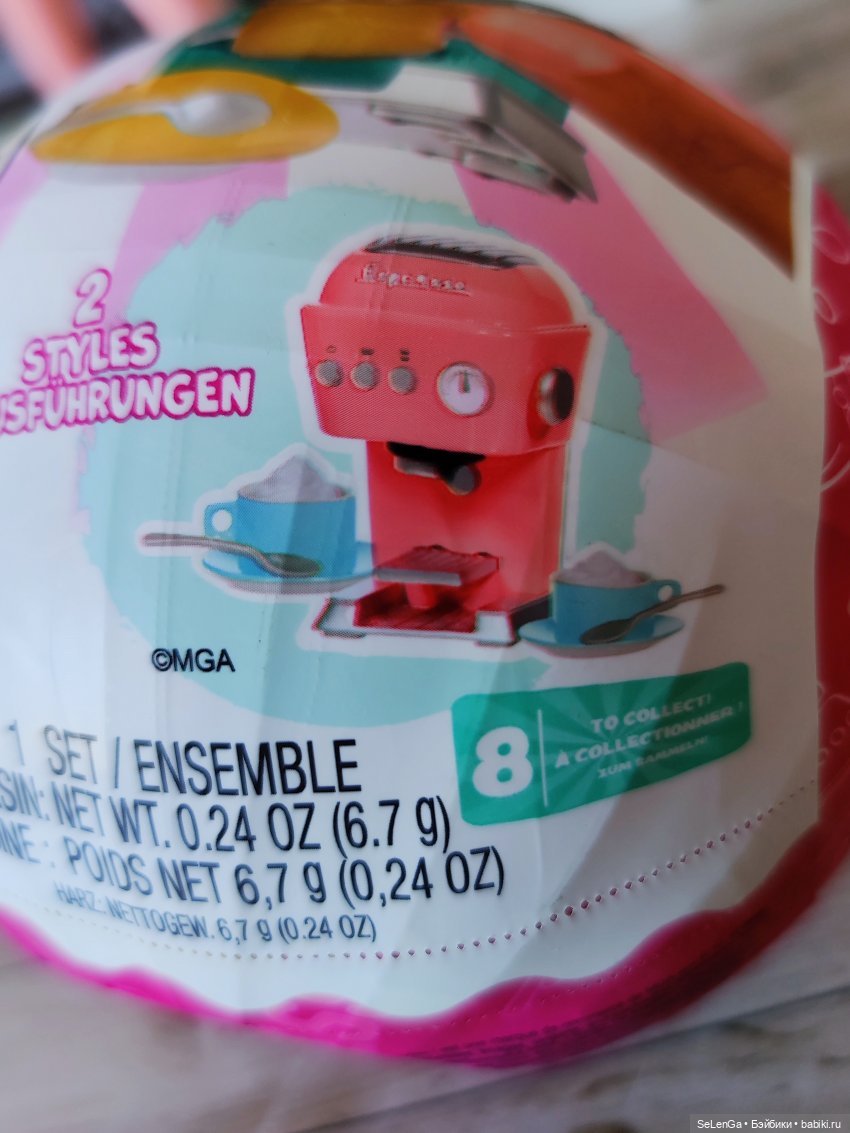 Espresso
2
STYLES
USFÜHRUNGEN
©MGA
8
TO COLLECT!
À COLLECTIONNER !
ZUM SAMMELN!
1 SET / ENSEMBLE
SIN: NET WT. 0.24 OZ (6.7 g)
INE : POIDS NET 6,7 g (0,24 OZ)
HARZ: NETTOGEW. 6,7 g (0.24 OZ)
SeLenGa • Бэйбики • babiki.ru